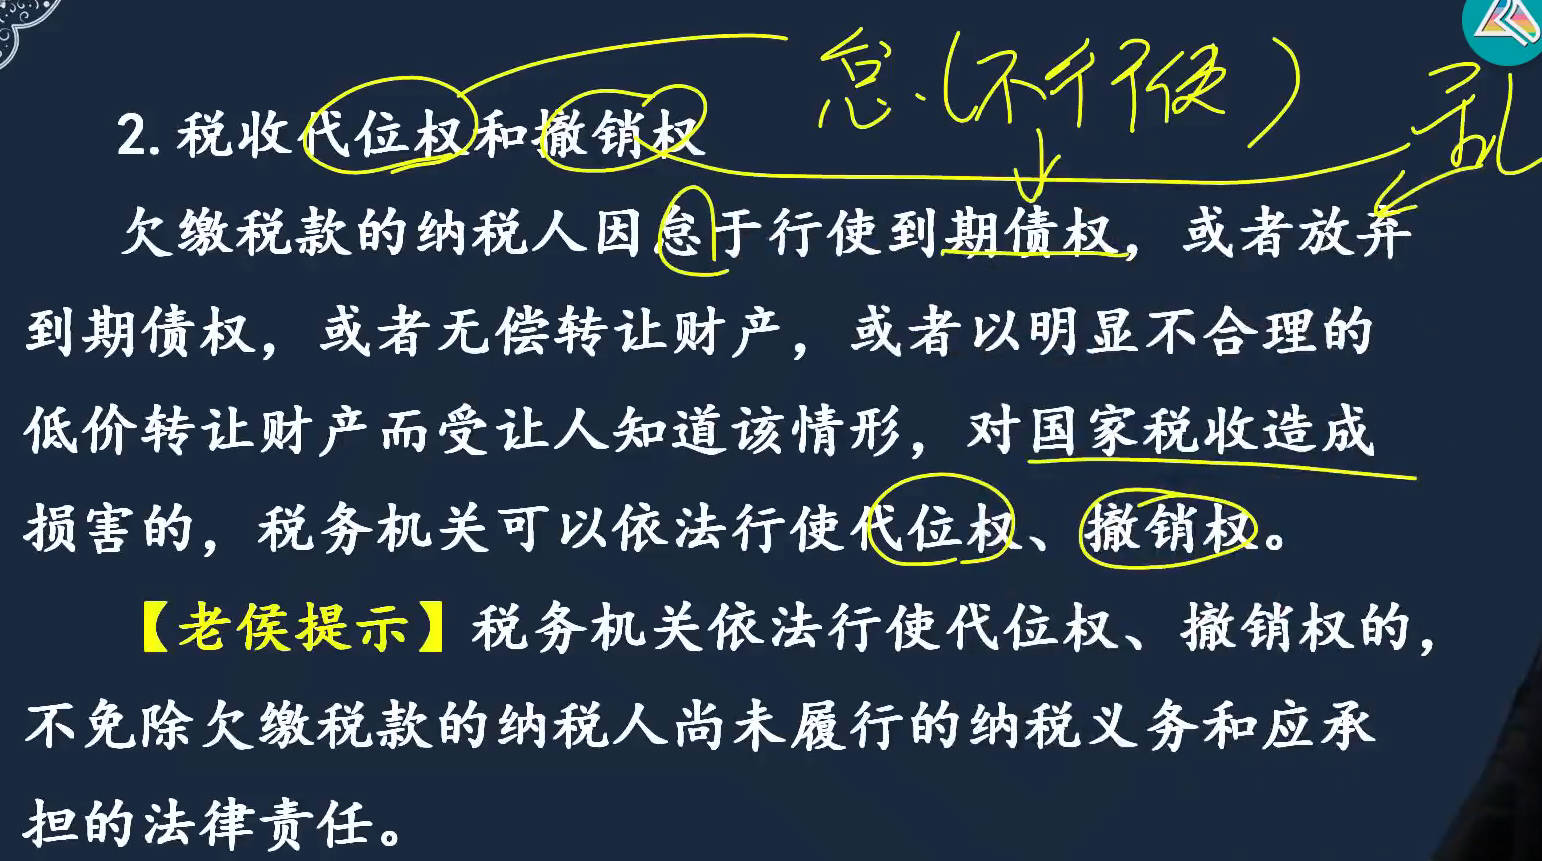 怠.(不行使)
乱
2. 税收代位权和撤销权
欠缴税款的纳税人因怠于行使到期债权，或者放弃
到期债权，或者无偿转让财产，或者以明显不合理的
低价转让财产而受让人知道该情形，对国家税收造成
损害的，税务机关可以依法行使代位权、撤销权。
【老侯提示】税务机关依法行使代位权、撤销权的，
不免除欠缴税款的纳税人尚未履行的纳税义务和应承
担的法律责任。